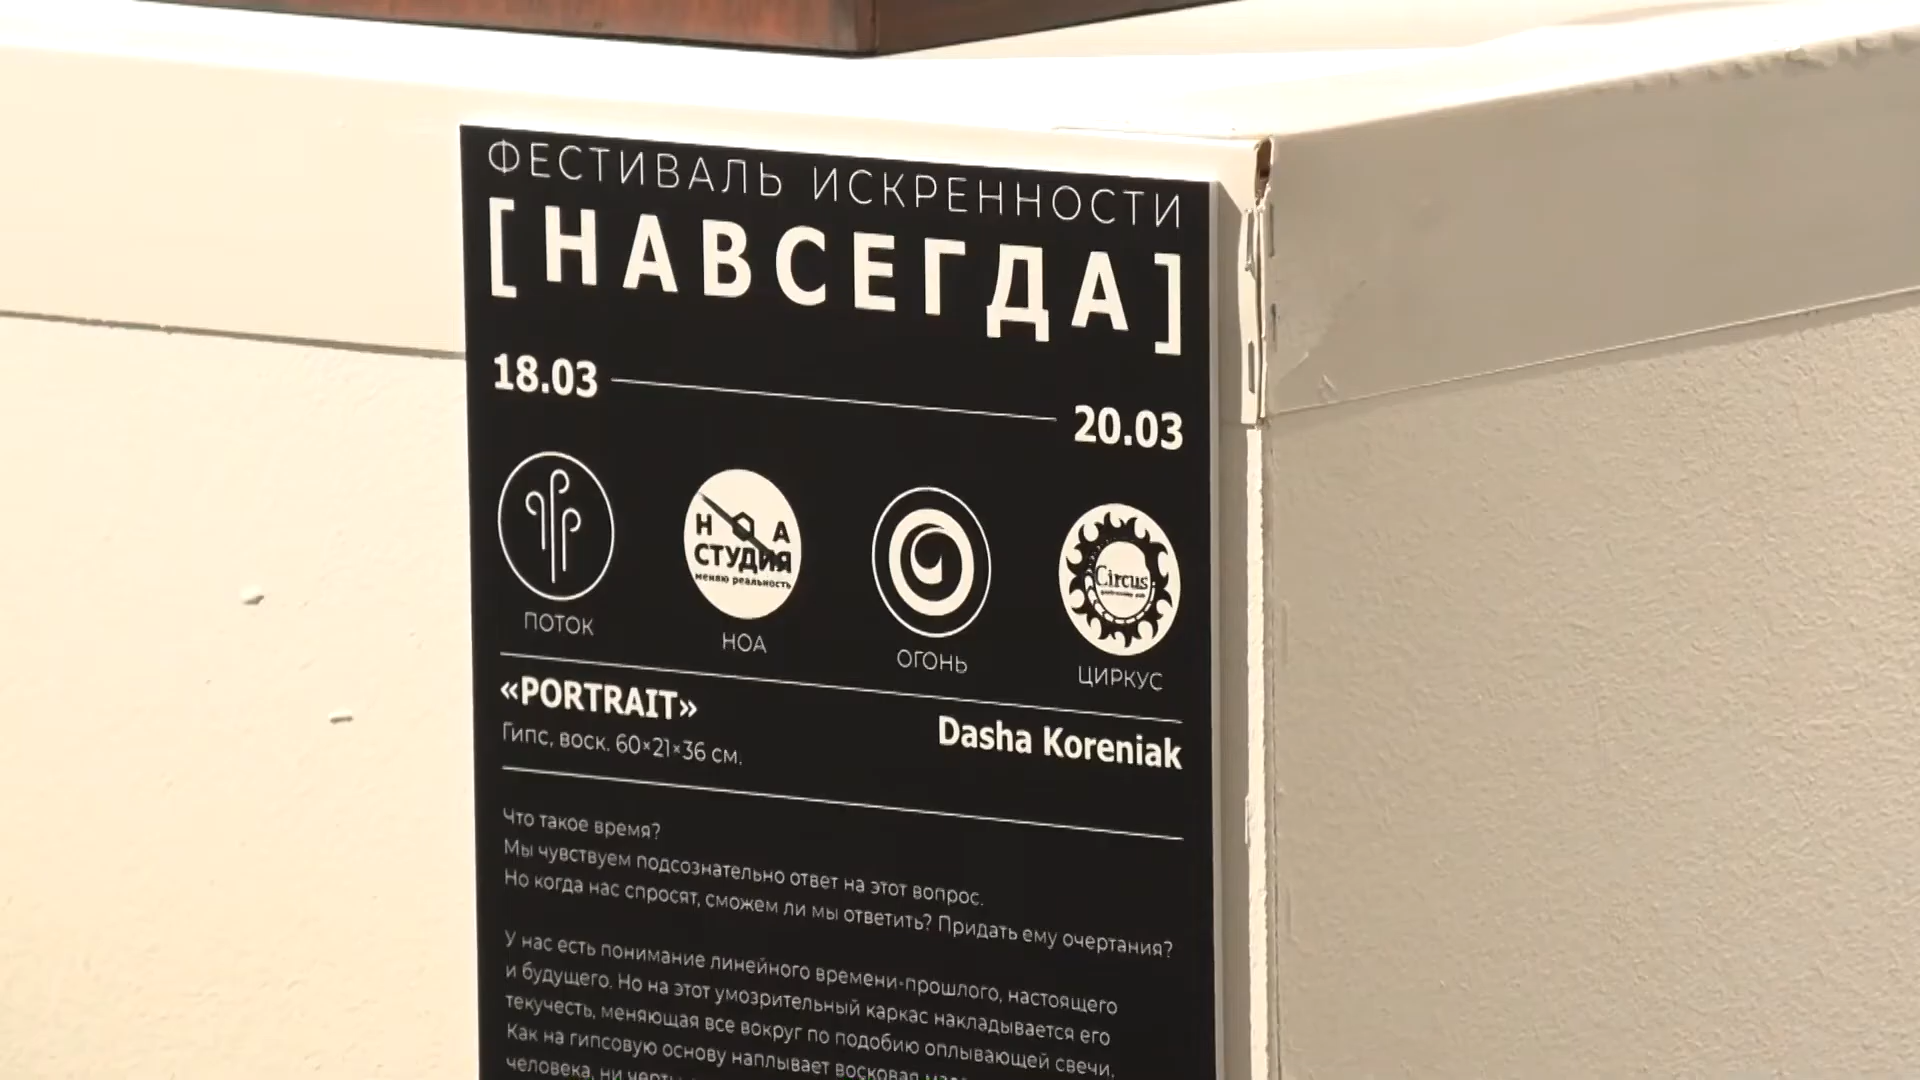 ФЕСТИВАЛЬ ИСКРЕННОСТИ
[НАВСЕГДА]
18.03
20.03
Н О А
СТУДИЯ
меняю реальность
Circus
ПОТОК
НОА
ОГОНЬ
ЦИРКУС
«PORTRAIT»
Dasha Koreniak
Гипс, воск. 60×21×36 см.
Что такое время?
Мы чувствуем подсознательно ответ на этот вопрос.
Но когда нас спросят, сможем ли мы ответить? Придать ему очертания?
У нас есть понимание линейного времени-прошлого, настоящего
и будущего. Но на этот умозрительный каркас накладывается его
текучесть, меняющая все вокруг по подобию оплывающей свечи.
Как на гипсовую основу наплывает восковая
человека, ни